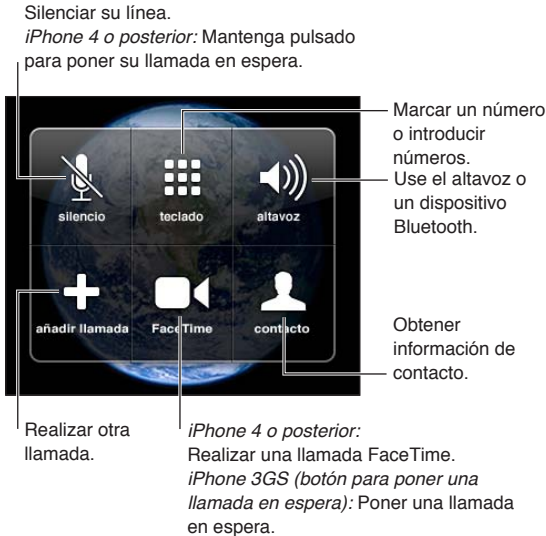 Silenciar su línea.
iPhone 4 o posterior: Mantenga pulsado
para poner su llamada en espera.
Marcar un número
o introducir
números.
Use el altavoz o
un dispositivo
Bluetooth.
silencio
teclado
altavoz
añadir llamada
FaceTime
contacto
Obtener
información de
contacto.
Realizar otra
llamada.
iPhone 4 o posterior:
Realizar una llamada FaceTime.
iPhone 3GS (botón para poner una
llamada en espera): Poner una llamada
en espera.